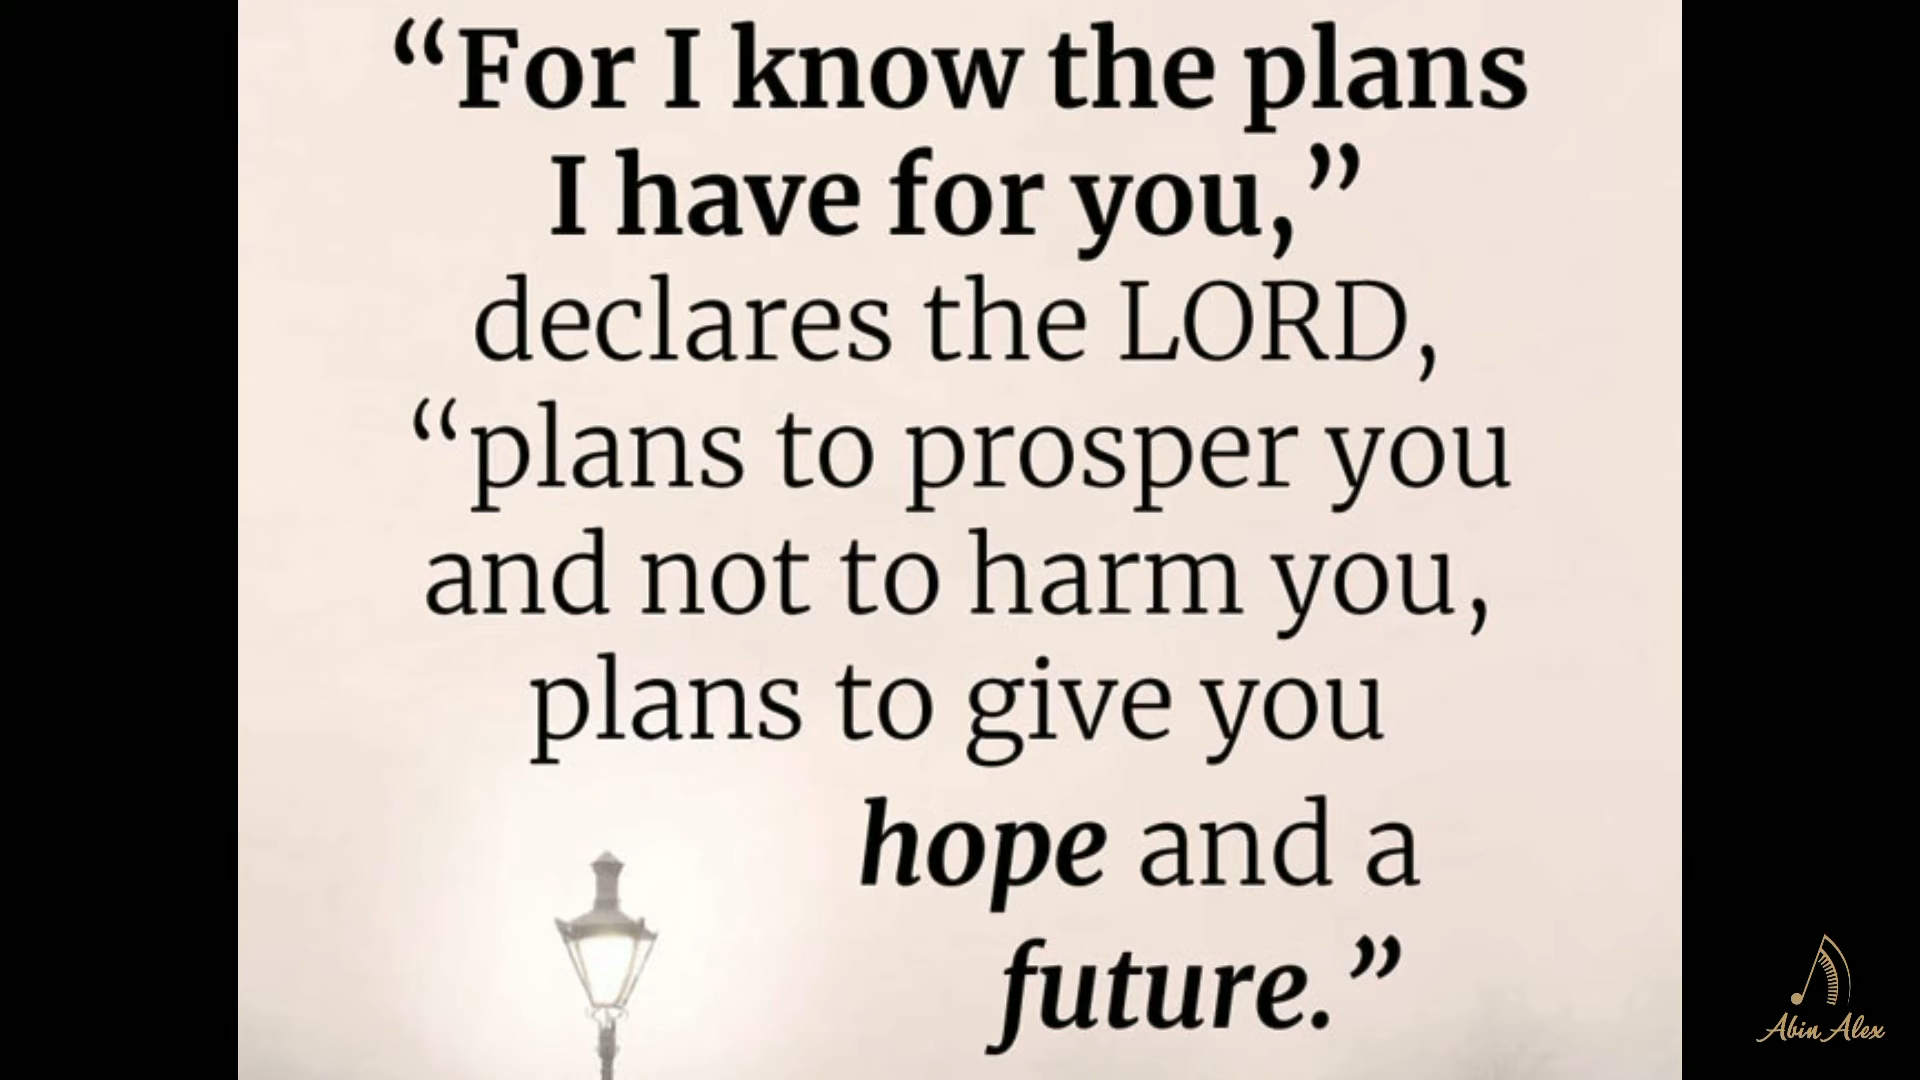 “For I know the plans
I have for you,”
declares the LORD,
“plans to prosper you
and not to harm you,
plans to give you
hope and a
future.”
Abin Alex